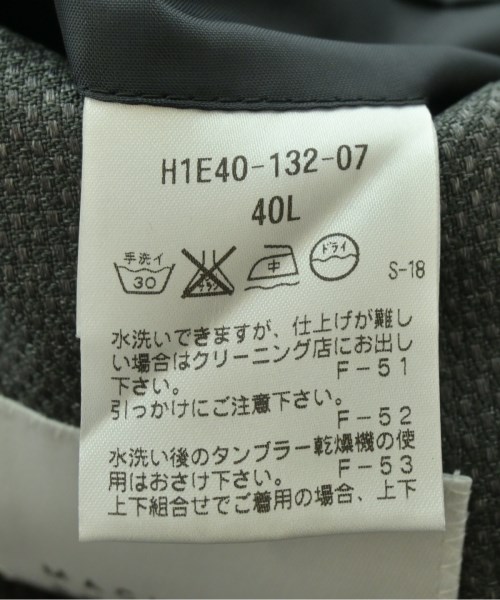 H1E40-132-07
40L
手洗イ 30 ドライ 中
S-18
水洗いできますが、仕上げが難し
い場合はクリーニング店にお出し
下さい。 F-51
引っかけにご注意下さい。
F-52
水洗い後のタンブラー乾燥機の使
用はおさけ下さい。 F-53
上下組合せでご着用の場合、上下